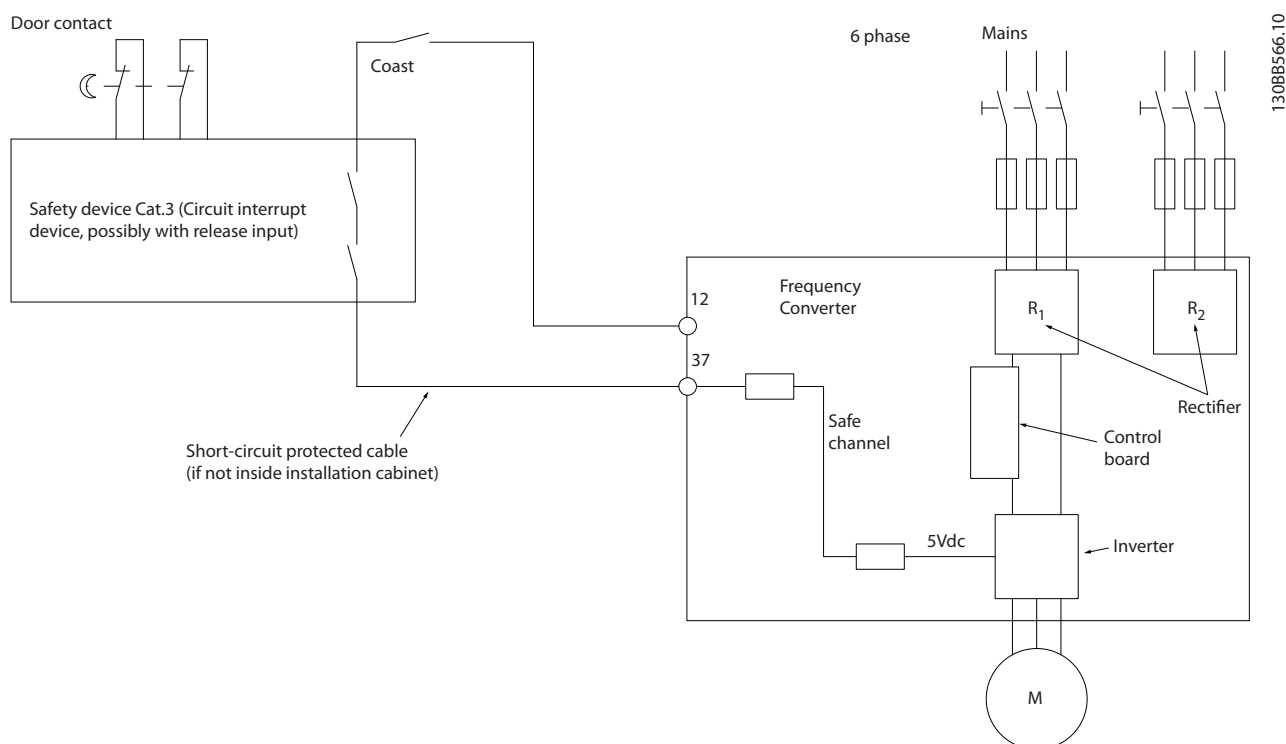 Door contact
Coast
6 phase
Mains
130BB566.10
Safety device Cat.3 (Circuit interrupt
device, possibly with release input)
12
Frequency
Converter
R1
R2
37
Rectifier
Safe
channel
Control
board
Short-circuit protected cable
(if not inside installation cabinet)
5Vdc
Inverter
M